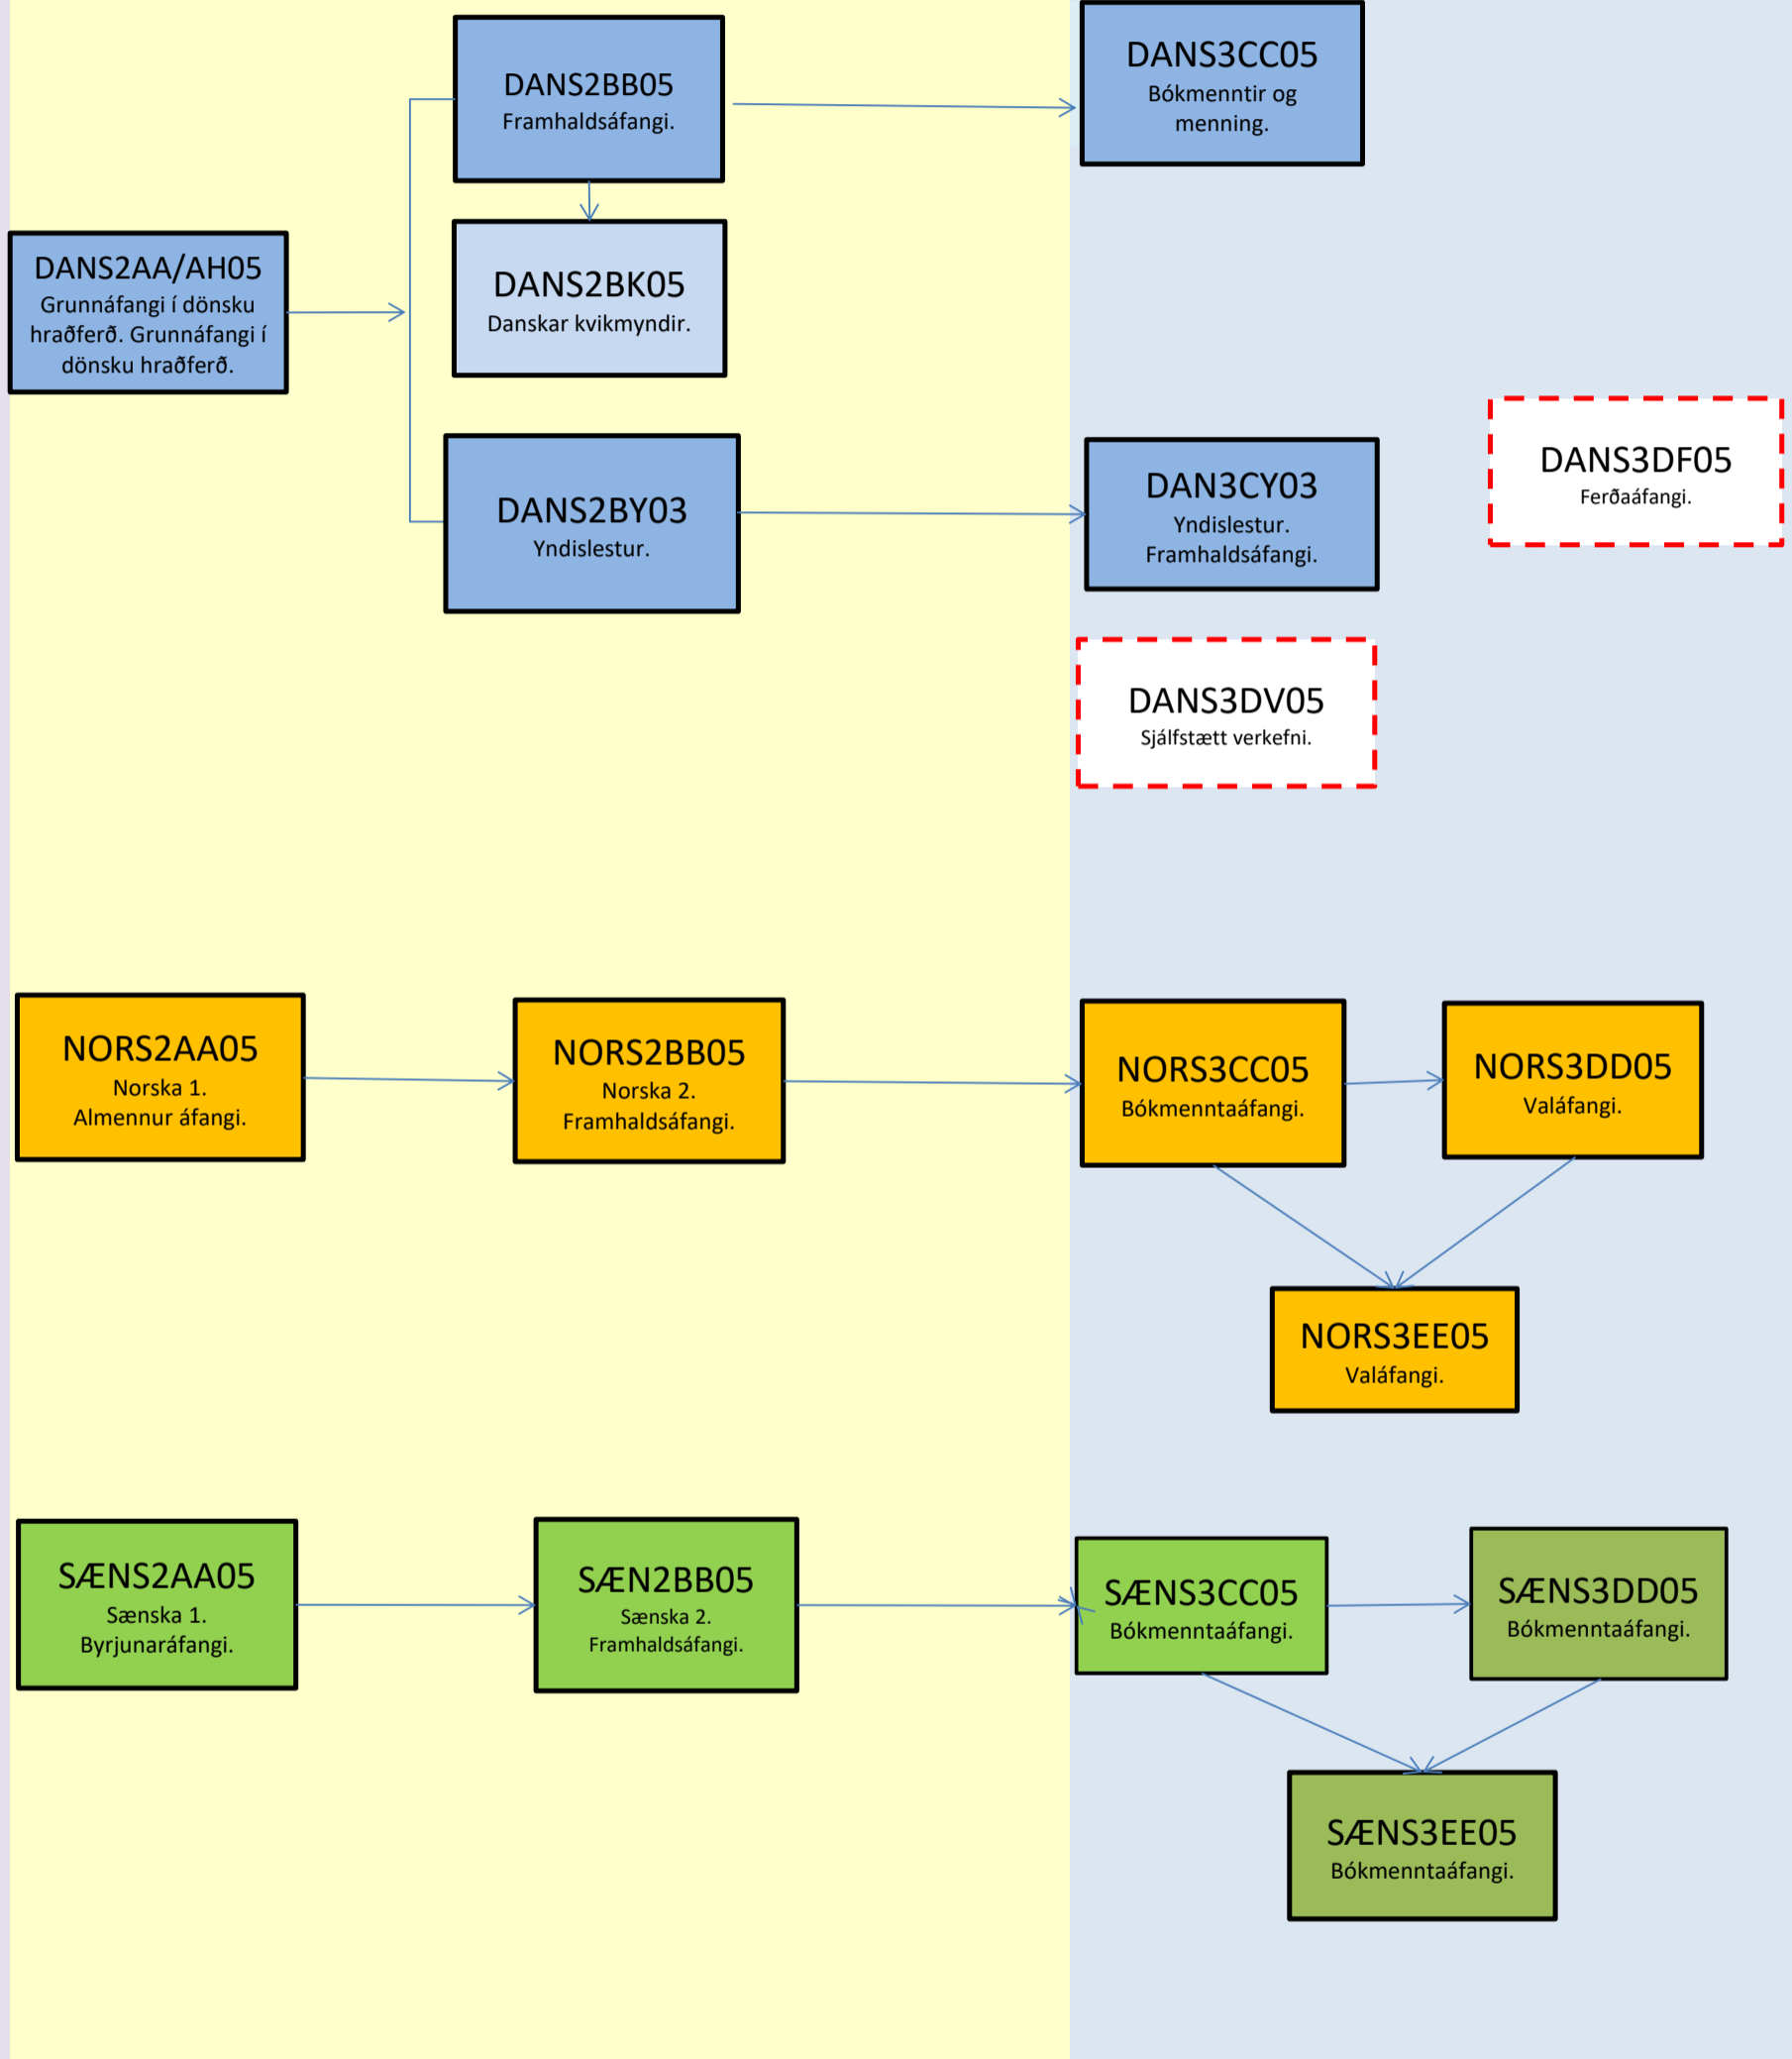 DANS2BB05
Framhaldsáfangi.
DANS3CC05
Bókmenntir og
menning.
DANS2AA/AH05
Grunnáfangi í dönsku
hraðferð. Grunnáfangi í
dönsku hraðferð.
DANS2BK05
Danskar kvikmyndir.
DANS2BY03
Yndislestur.
DAN3CY03
Yndislestur.
Framhaldsáfangi.
DANS3DF05
Ferðaáfangi.
DANS3DV05
Sjálfstætt verkefni.
NORS2AA05
Norska 1.
Almennur áfangi.
NORS2BB05
Norska 2.
Framhaldsáfangi.
NORS3CC05
Bókmenntaáfangi.
NORS3DD05
Valáfangi.
NORS3EE05
Valáfangi.
SÆNS2AA05
Sænska 1.
Byrjunaráfangi.
SÆN2BB05
Sænska 2.
Framhaldsáfangi.
SÆNS3CC05
Bókmenntaáfangi.
SÆNS3DD05
Bókmenntaáfangi.
SÆNS3EE05
Bókmenntaáfangi.